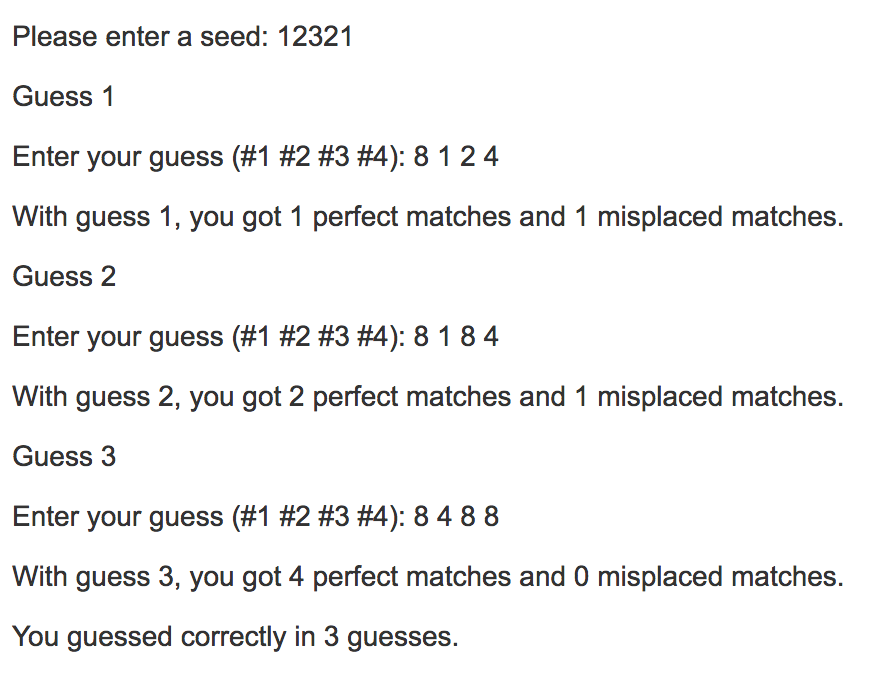 Please enter a seed: 12321
Guess 1
Enter your guess (#1 #2 #3 #4): 8 1 2 4
With guess 1, you got 1 perfect matches and 1 misplaced matches.
Guess 2
Enter your guess (#1 #2 #3 #4): 8 1 8 4
With guess 2, you got 2 perfect matches and 1 misplaced matches.
Guess 3
Enter your guess (#1 #2 #3 #4): 8 4 8 8
With guess 3, you got 4 perfect matches and 0 misplaced matches.
You guessed correctly in 3 guesses.